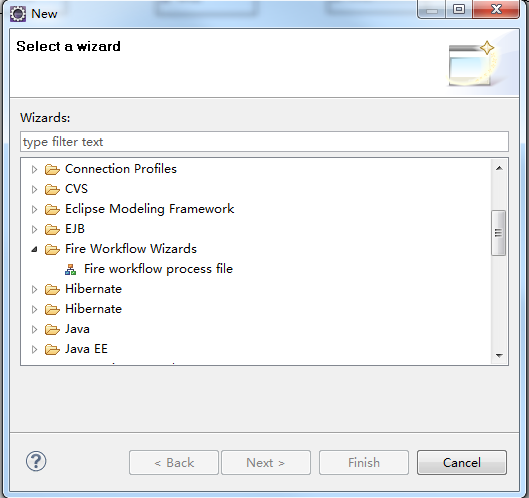 New
Select a wizard
Wizards:
type filter text
Connection Profiles
CVS
Eclipse Modeling Framework
EJB
Fire Workflow Wizards
Fire workflow process file
Hibernate
Hibernate
Java
Java EE
< Back Next > Finish Cancel